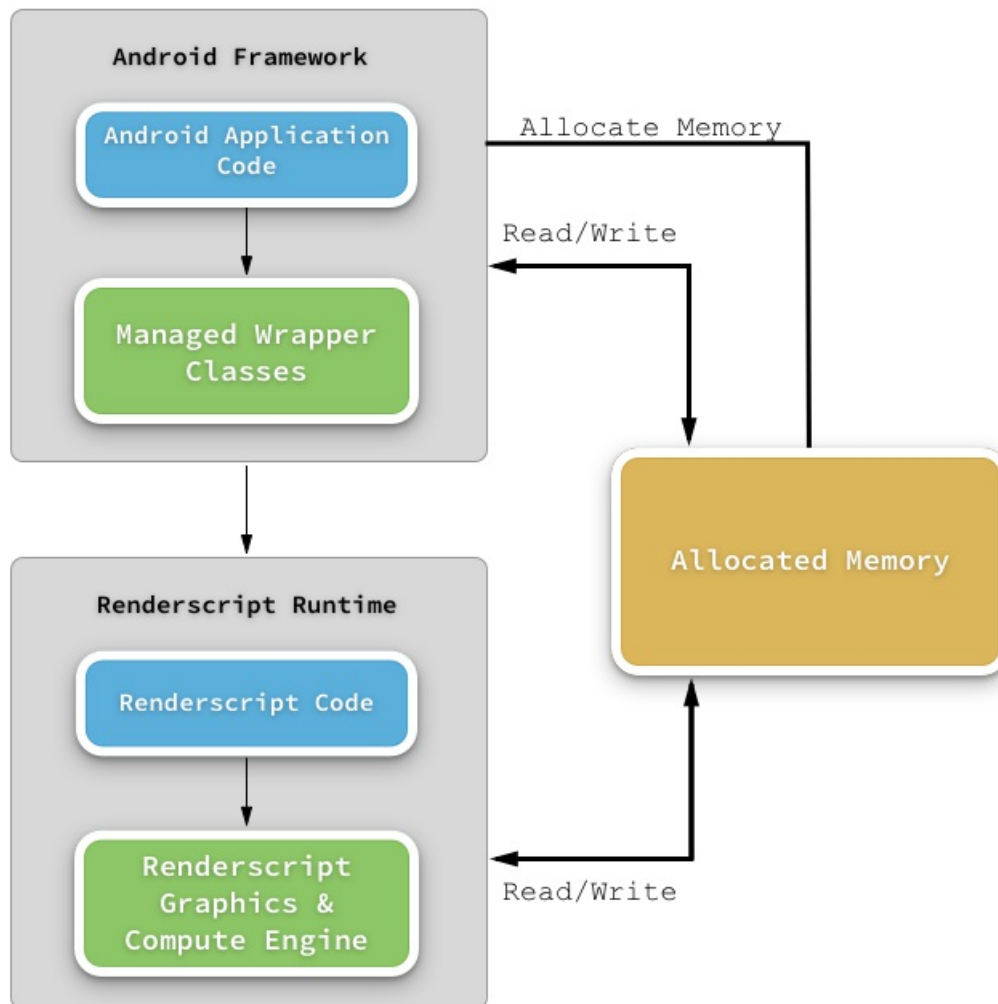 Android Framework
Android Application
Code
Allocate Memory
Read/Write
Managed Wrapper
Classes
Allocated Memory
Renderscript Runtime
Renderscript Code
Renderscript
Graphics &
Compute Engine
Read/Write